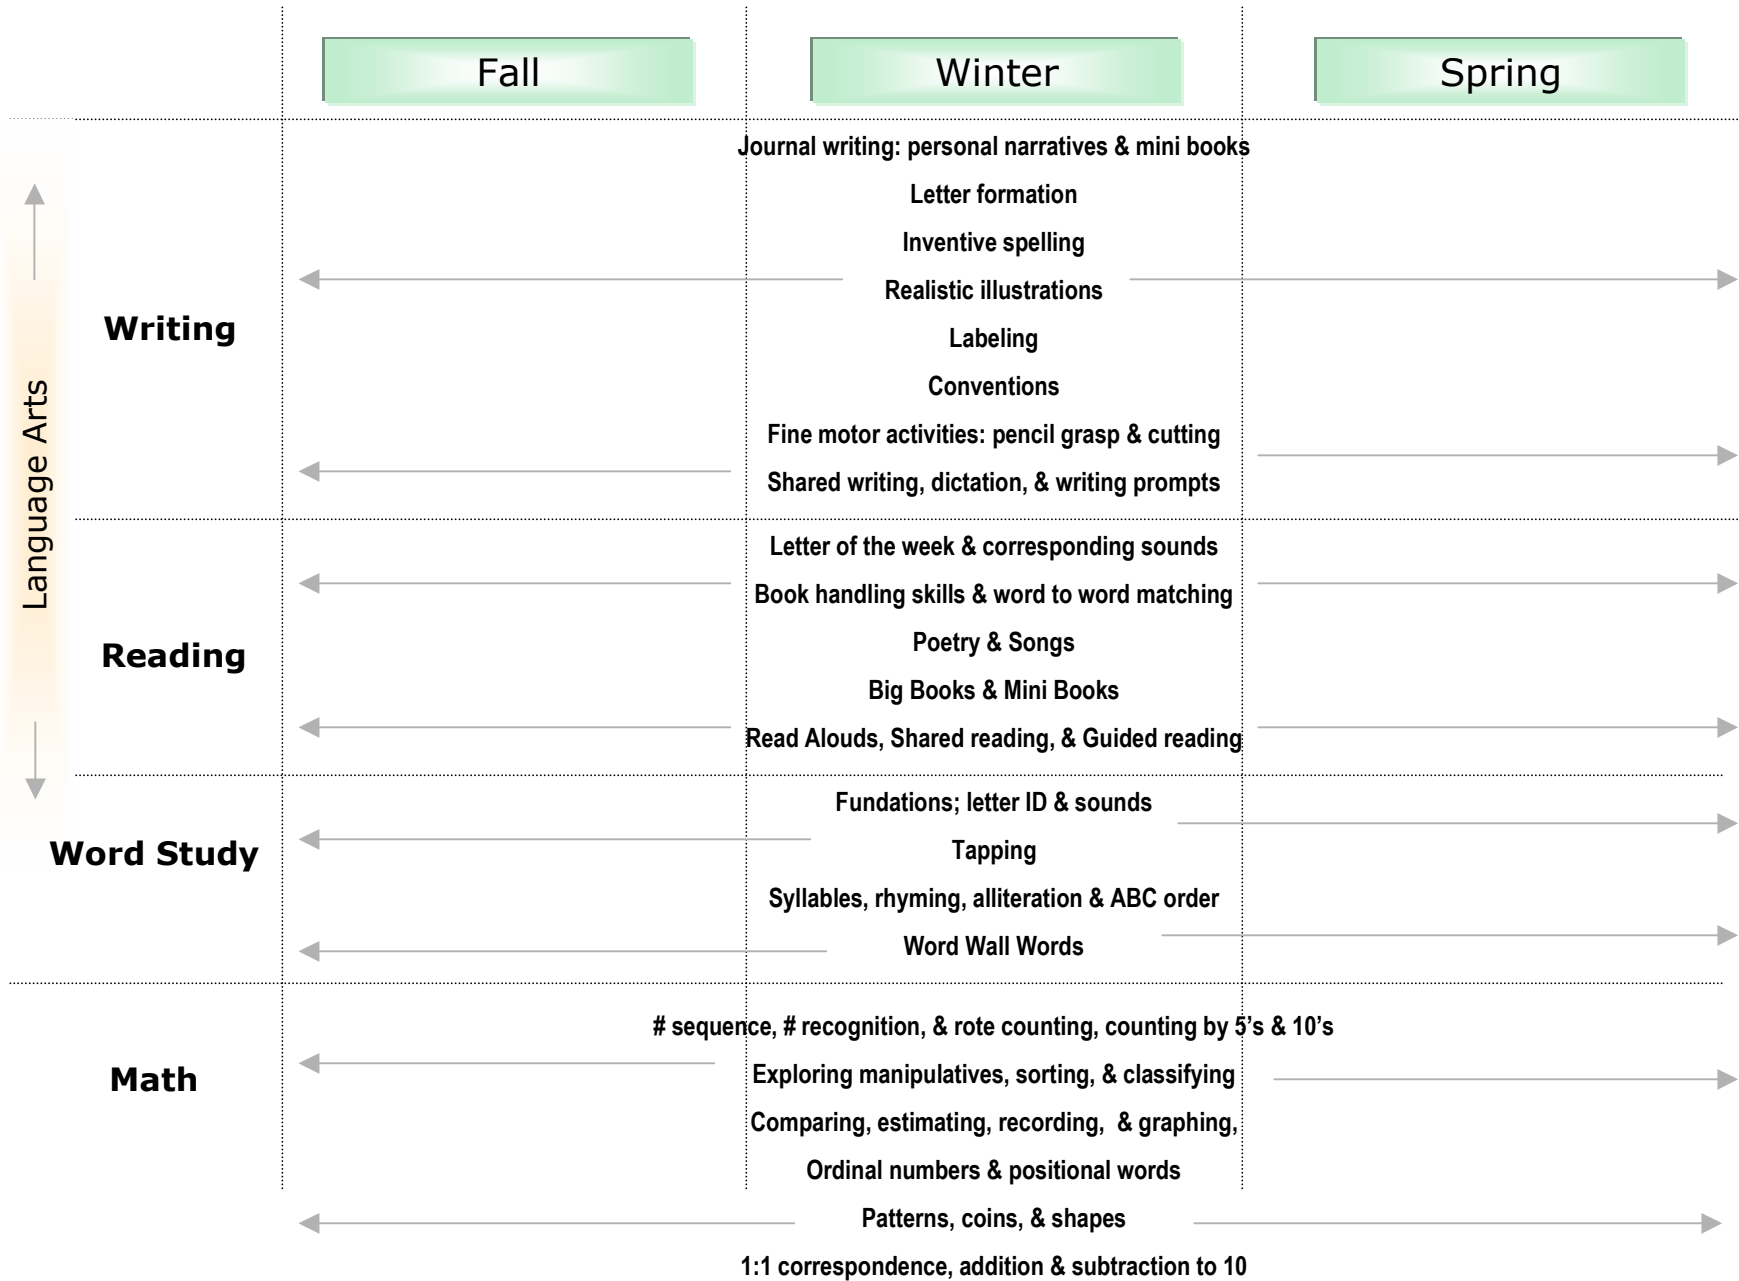 Fall
Winter
Spring
Language Arts
Writing
Journal writing: personal narratives & mini books
Letter formation
Inventive spelling
Realistic illustrations
Labeling
Conventions
Fine motor activities: pencil grasp & cutting
Shared writing, dictation, & writing prompts
Reading
Letter of the week & corresponding sounds
Book handling skills & word to word matching
Poetry & Songs
Big Books & Mini Books
Read Alouds, Shared reading, & Guided reading
Word Study
Fundations; letter ID & sounds
Tapping
Syllables, rhyming, alliteration & ABC order
Word Wall Words
Math
# sequence, # recognition, & rote counting, counting by 5’s & 10’s
Exploring manipulatives, sorting, & classifying
Comparing, estimating, recording,  & graphing,
Ordinal numbers & positional words
Patterns, coins, & shapes
1:1 correspondence, addition & subtraction to 10